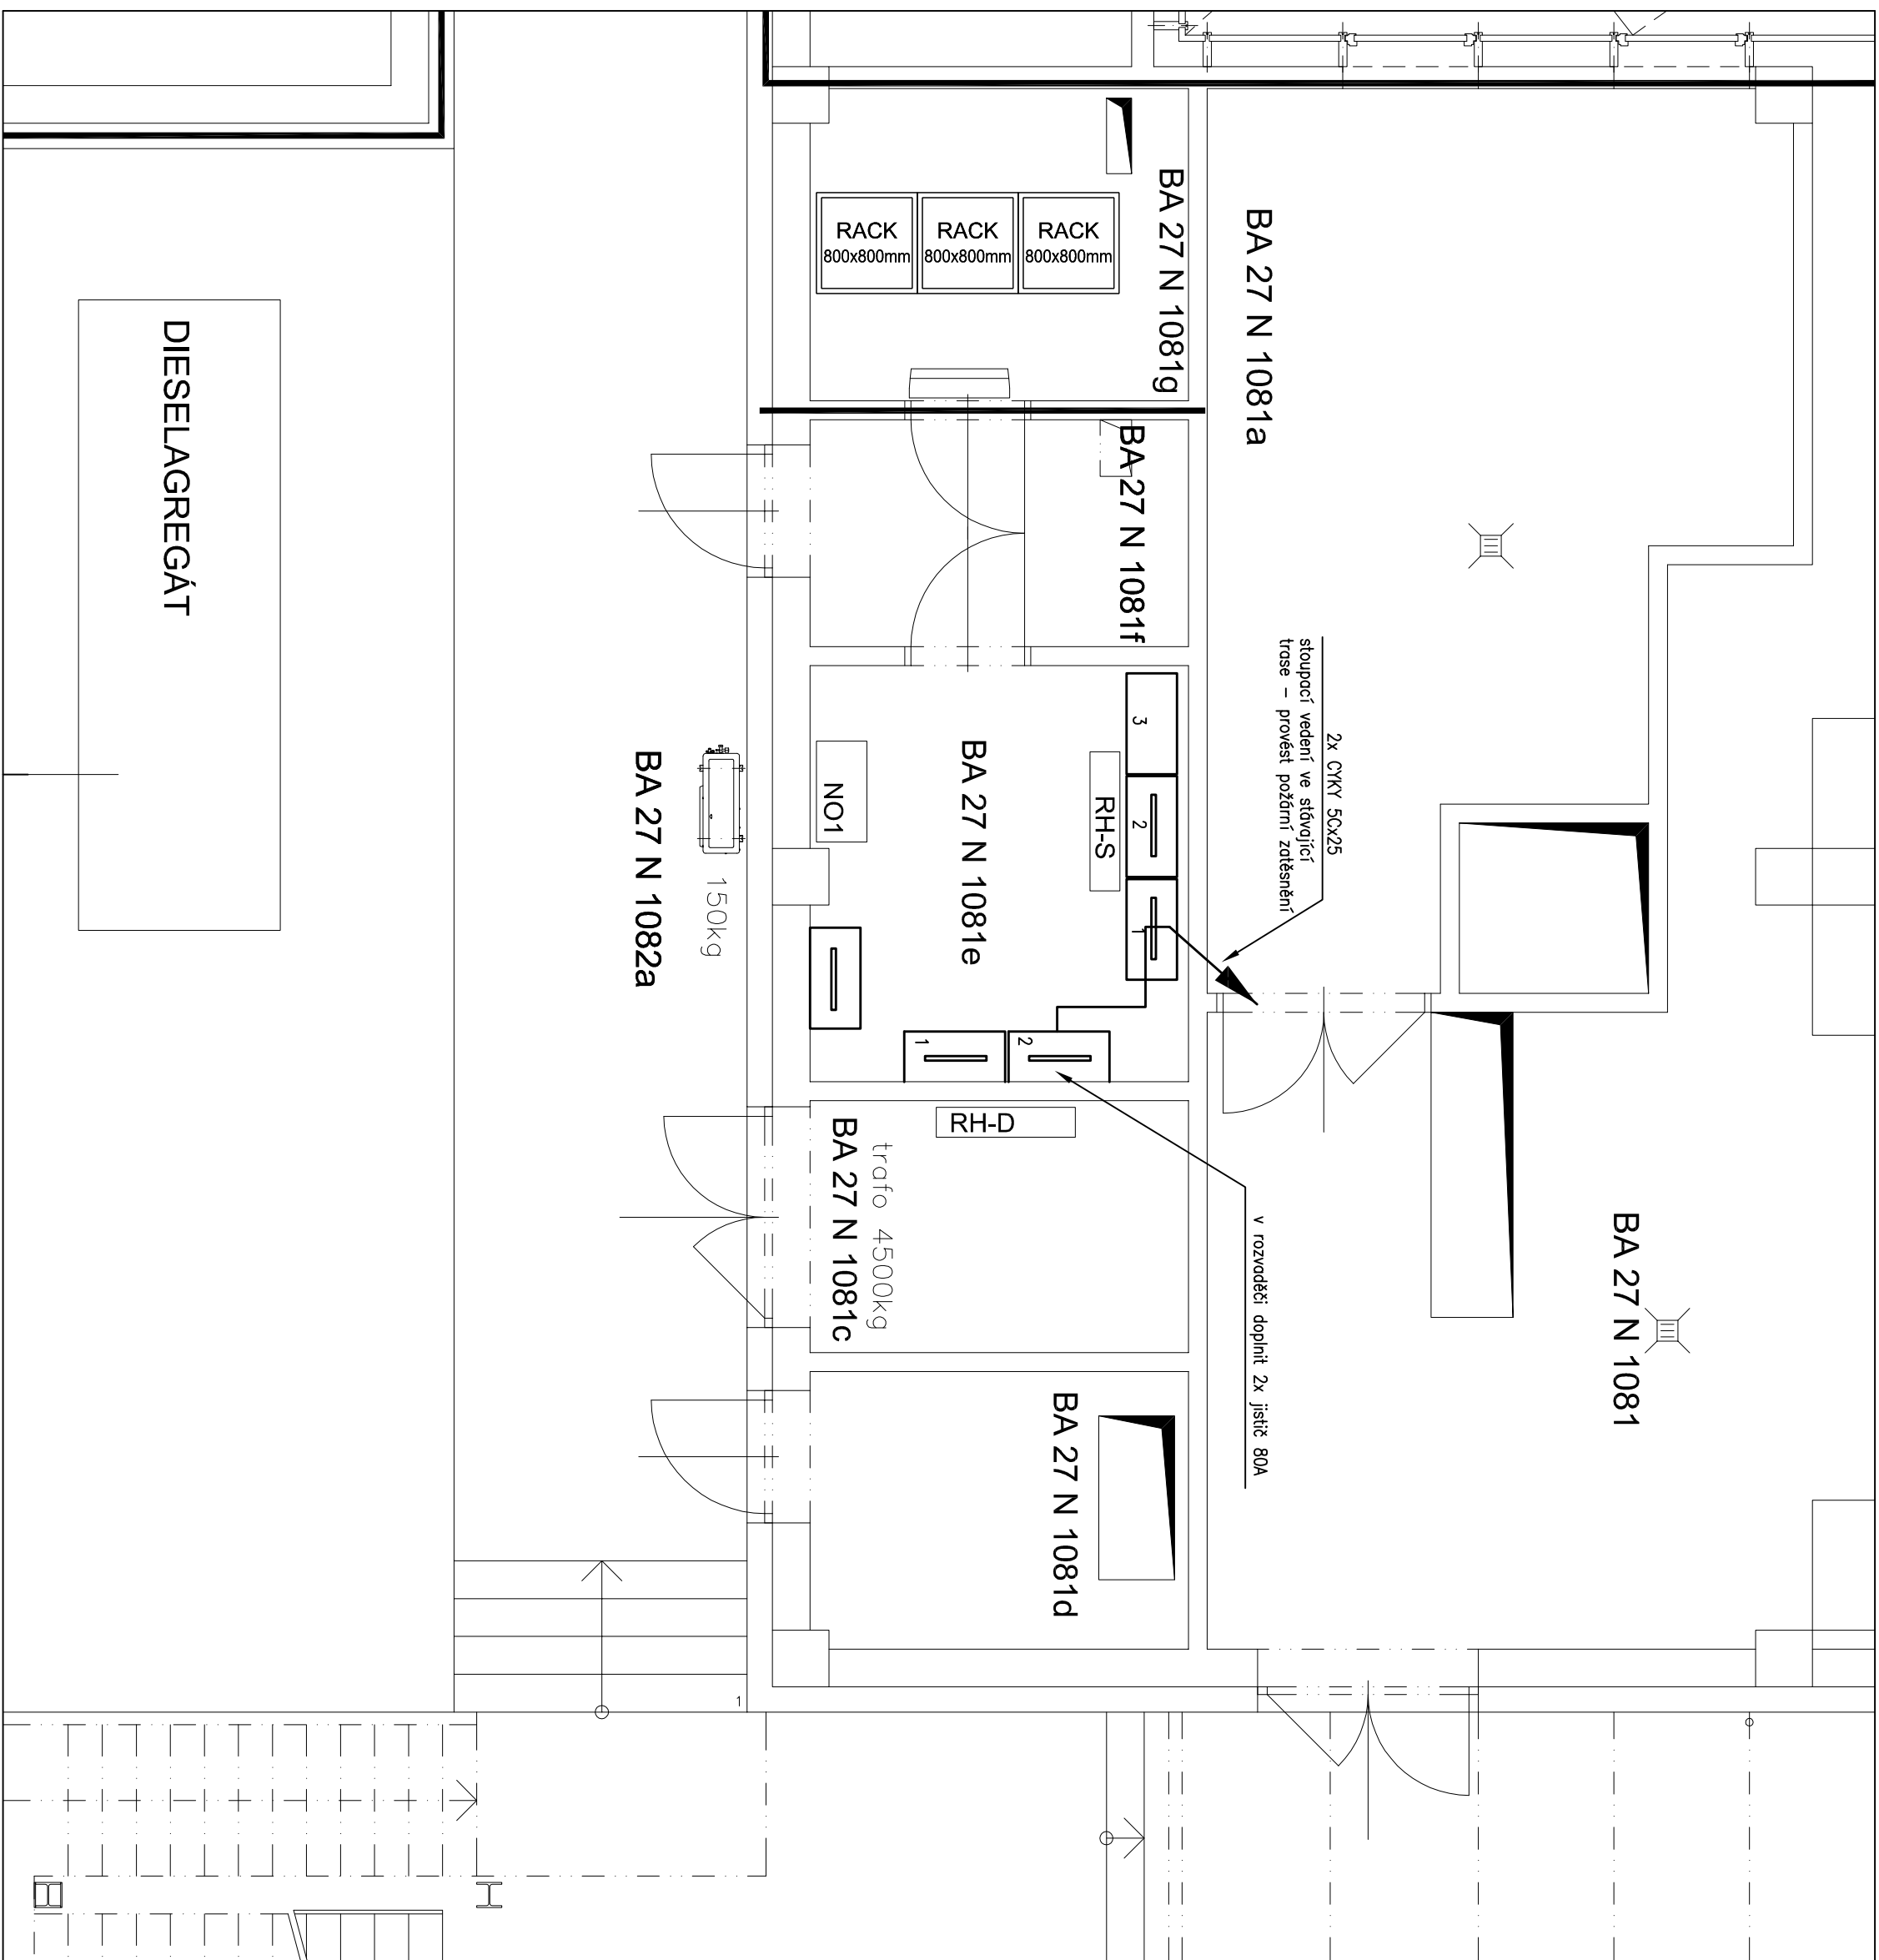 BA 27 N 1081a
BA 27 N 1081g
RACK
800x800mm
RACK
800x800mm
RACK
800x800mm
DIESELAGREGÁT
BA 27 N 1081f
2x CYKY 5Cx25
stoupací vedení ve stávající
trase – provést požární zatěsnění
3
2
1
RH-S
BA 27 N 1081e
NO1
150kg
BA 27 N 1082a
1
2
v rozvaděči doplnit 2x jistič 80A
RH-D
trafo 4500kg
BA 27 N 1081c
BA 27 N 1081
BA 27 N 1081d
1